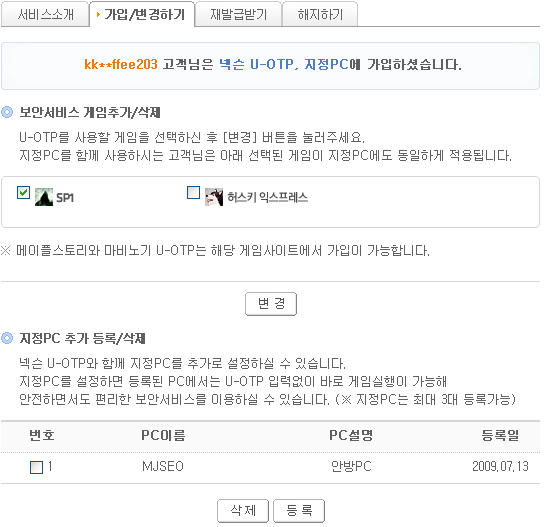 서비스소개 가입/변경하기 재발급받기 해지하기
kk**ffee203 고객님은 넥슨 U-OTP, 지정PC에 가입하셨습니다.
보안서비스 게임추가/삭제
U-OTP를 사용할 게임을 선택하신 후 [변경] 버튼을 눌러주세요.
지정PC를 함께 사용하시는 고객님은 아래 선택된 게임이 지정PC에도 동일하게 적용됩니다.
SP1 허스키 익스프레스
※ 메이플스토리와 마비노기 U-OTP는 해당 게임사이트에서 가입이 가능합니다.
변 경
지정PC 추가 등록/삭제
넥슨 U-OTP와 함께 지정PC를 추가로 설정하실 수 있습니다.
지정PC를 설정하면 등록된 PC에서는 U-OTP 입력없이 바로 게임실행이 가능해
안전하면서도 편리한 보안서비스를 이용하실 수 있습니다. (※ 지정PC는 최대 3대 등록가능)
번호 PC이름 PC설명 등록일
1 MJSEO 안방PC 2009.07.13
삭 제 등 록